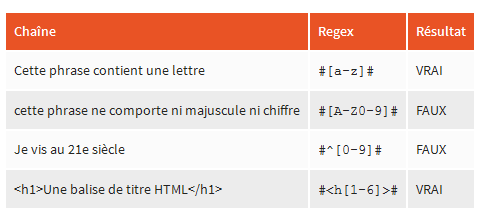 Chaîne Regex Résultat
Cette phrase contient une lettre #[a-z]# VRAI
cette phrase ne comporte ni majuscule ni chiffre #[A-Z0-9]# FAUX
Je vis au 21e siècle #^[0-9]# FAUX
<h1>Une balise de titre HTML</h1> #<h[1-6]># VRAI